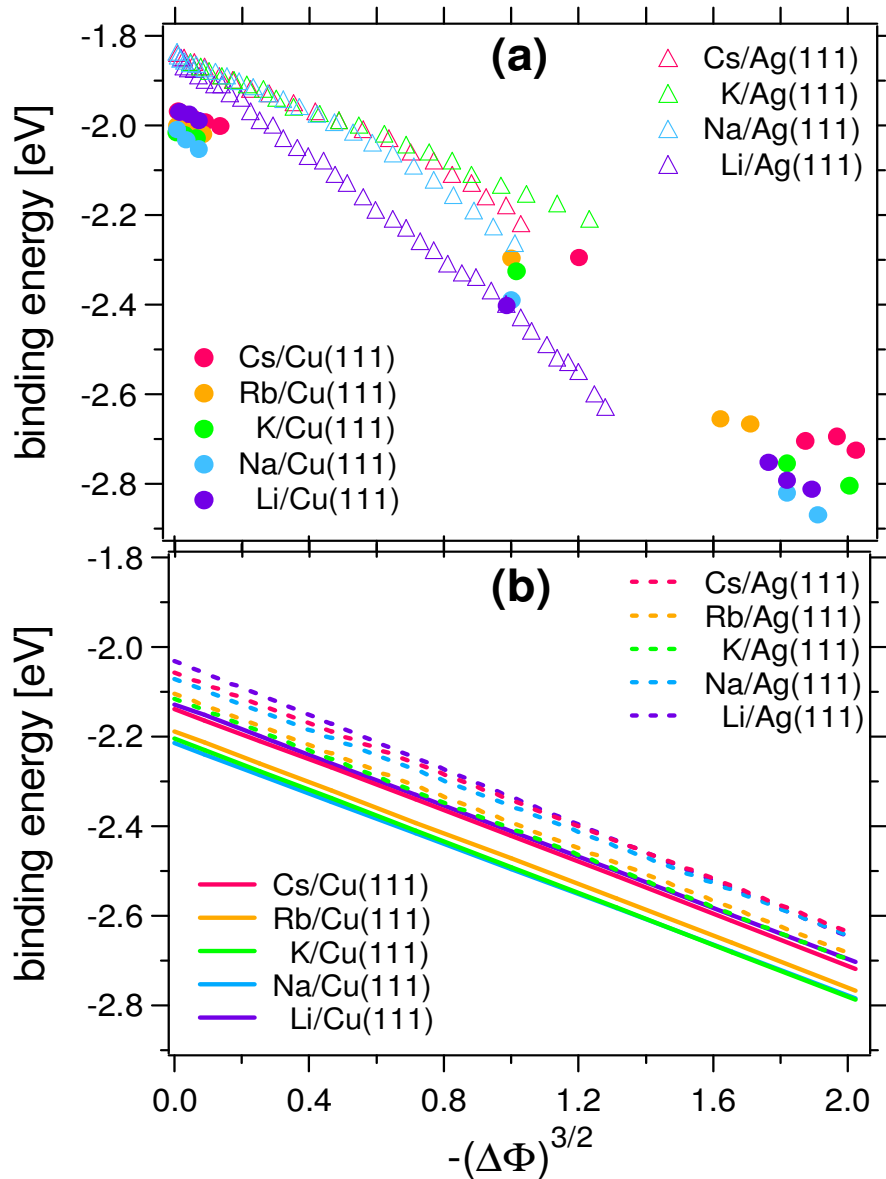 (a)
Cs/Ag(111)
K/Ag(111)
Na/Ag(111)
Li/Ag(111)
-1.8
-2.0
-2.2
-2.4
-2.6
-2.8
binding energy [eV]
Cs/Cu(111)
Rb/Cu(111)
K/Cu(111)
Na/Cu(111)
Li/Cu(111)
(b)
Cs/Ag(111)
Rb/Ag(111)
K/Ag(111)
Na/Ag(111)
Li/Ag(111)
-1.8
-2.0
-2.2
-2.4
-2.6
-2.8
binding energy [eV]
Cs/Cu(111)
Rb/Cu(111)
K/Cu(111)
Na/Cu(111)
Li/Cu(111)
0.0 0.4 0.8 1.2 1.6 2.0
-(ΔΦ)^3/2